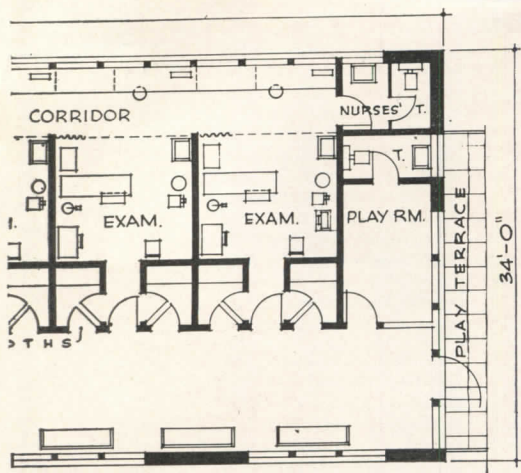 CORRIDOR
NURSES' T.
T.
EXAM.
EXAM.
PLAY RM.
PLAY TERRACE
34'-0"